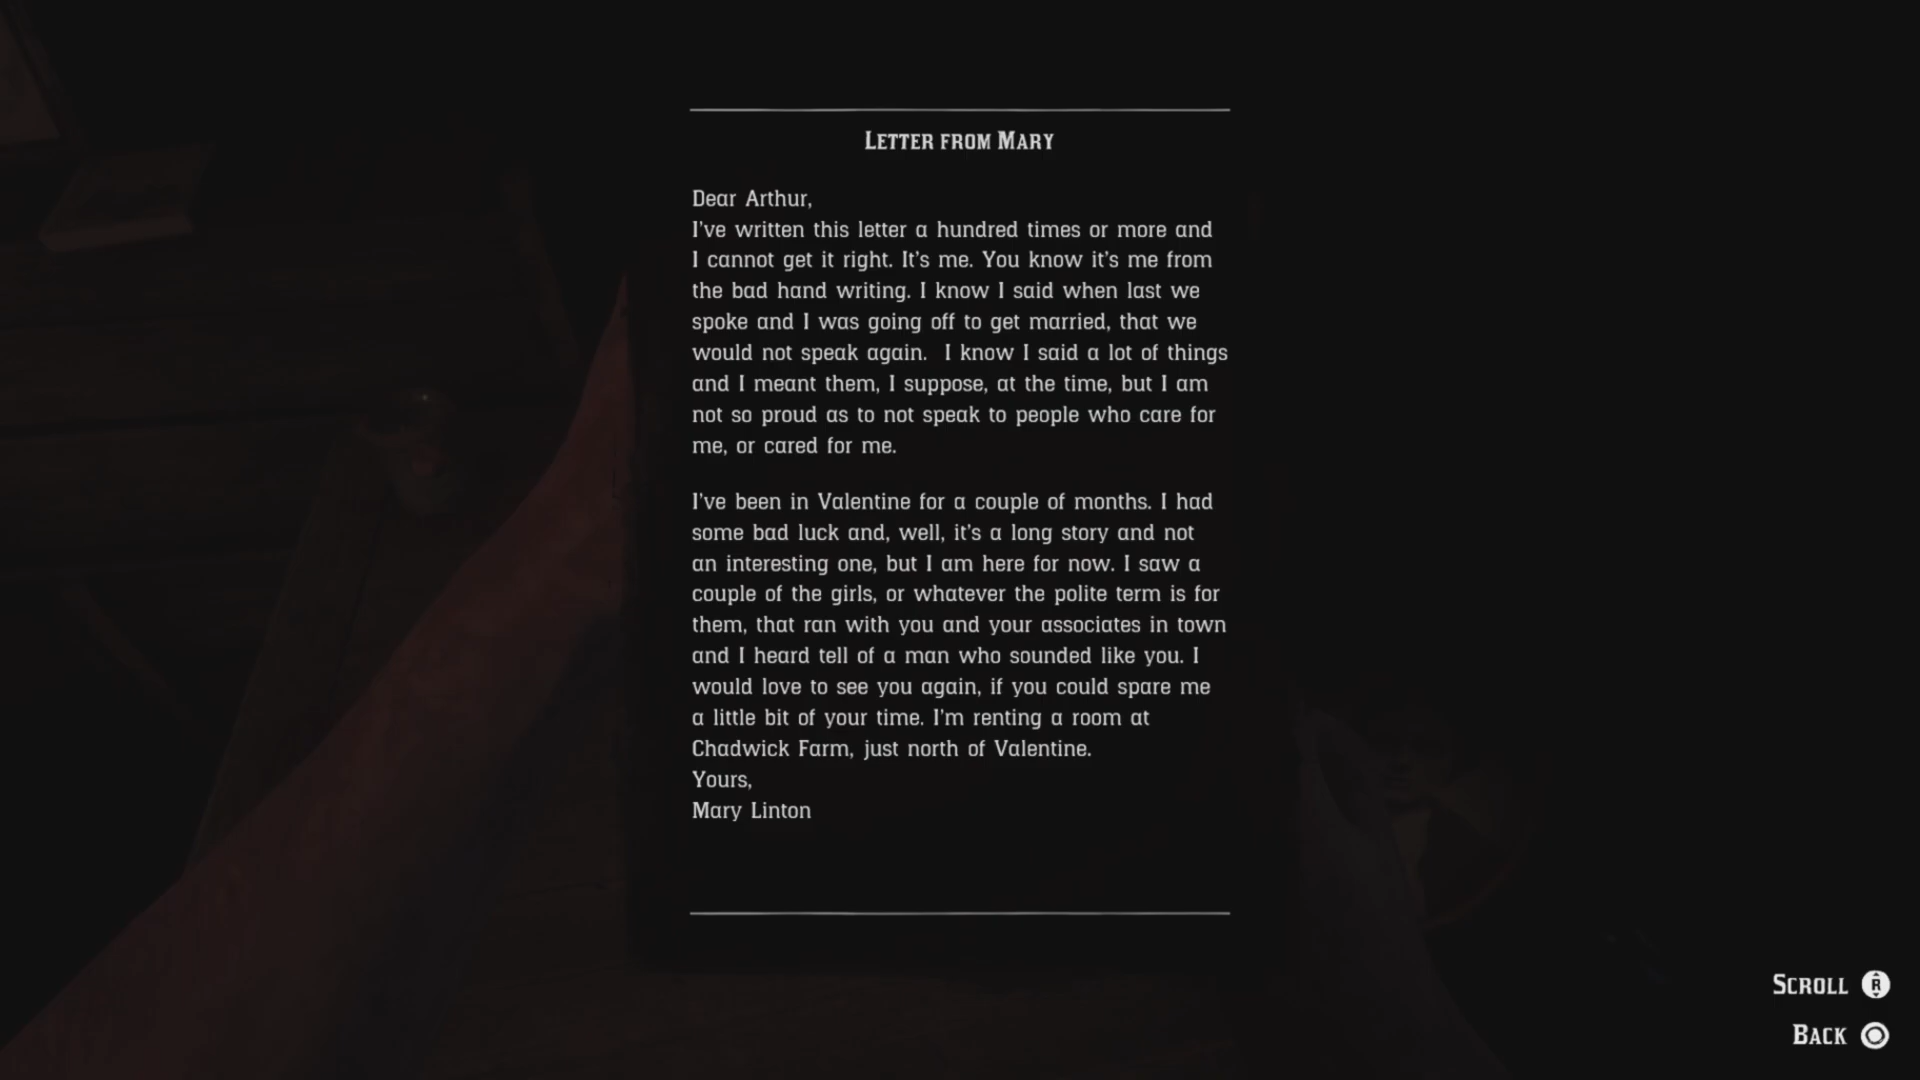 Letter from Mary
Dear Arthur,
I've written this letter a hundred times or more and
I cannot get it right. It's me. You know it's me from
the bad hand writing. I know I said when last we
spoke and I was going off to get married, that we
would not speak again.  I know I said a lot of things
and I meant them, I suppose, at the time, but I am
not so proud as to not speak to people who care for
me, or cared for me.
I've been in Valentine for a couple of months. I had
some bad luck and, well, it's a long story and not
an interesting one, but I am here for now. I saw a
couple of the girls, or whatever the polite term is for
them, that ran with you and your associates in town
and I heard tell of a man who sounded like you. I
would love to see you again, if you could spare me
a little bit of your time. I'm renting a room at
Chadwick Farm, just north of Valentine.
Yours,
Mary Linton
Scroll R
Back